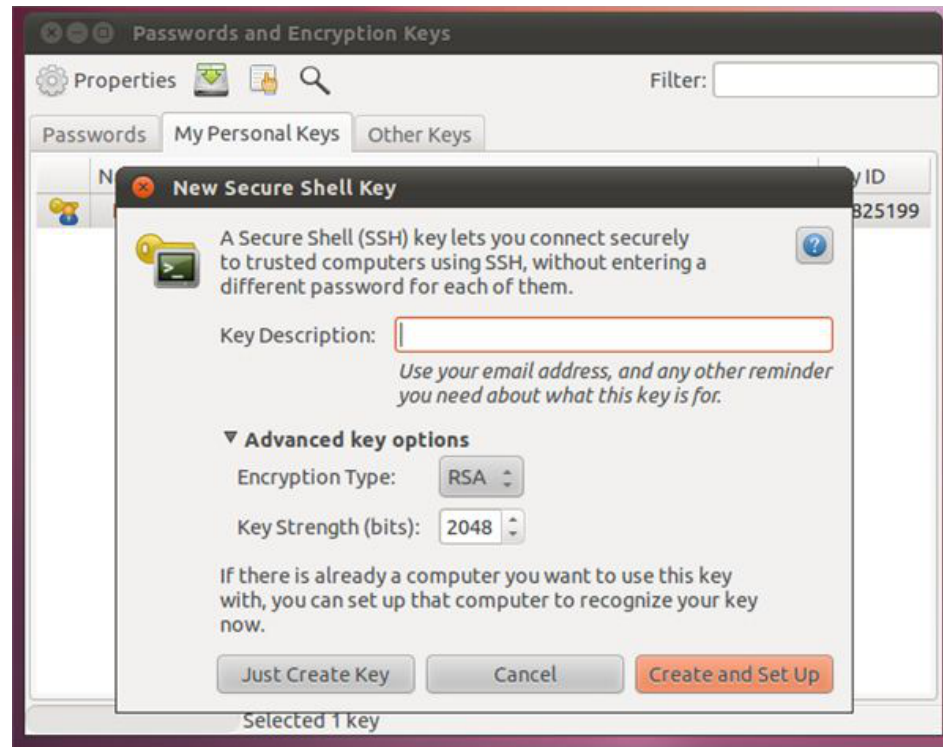 Passwords and Encryption Keys
Properties
Filter:
Passwords My Personal Keys Other Keys
825199
New Secure Shell Key
A Secure Shell (SSH) key lets you connect securely
to trusted computers using SSH, without entering a
different password for each of them.
Key Description:
Use your email address, and any other reminder
you need about what this key is for.
Advanced key options
Encryption Type: RSA
Key Strength (bits): 2048
If there is already a computer you want to use this key
with, you can set up that computer to recognize your key
now.
Just Create Key Cancel Create and Set Up
Selected 1 key